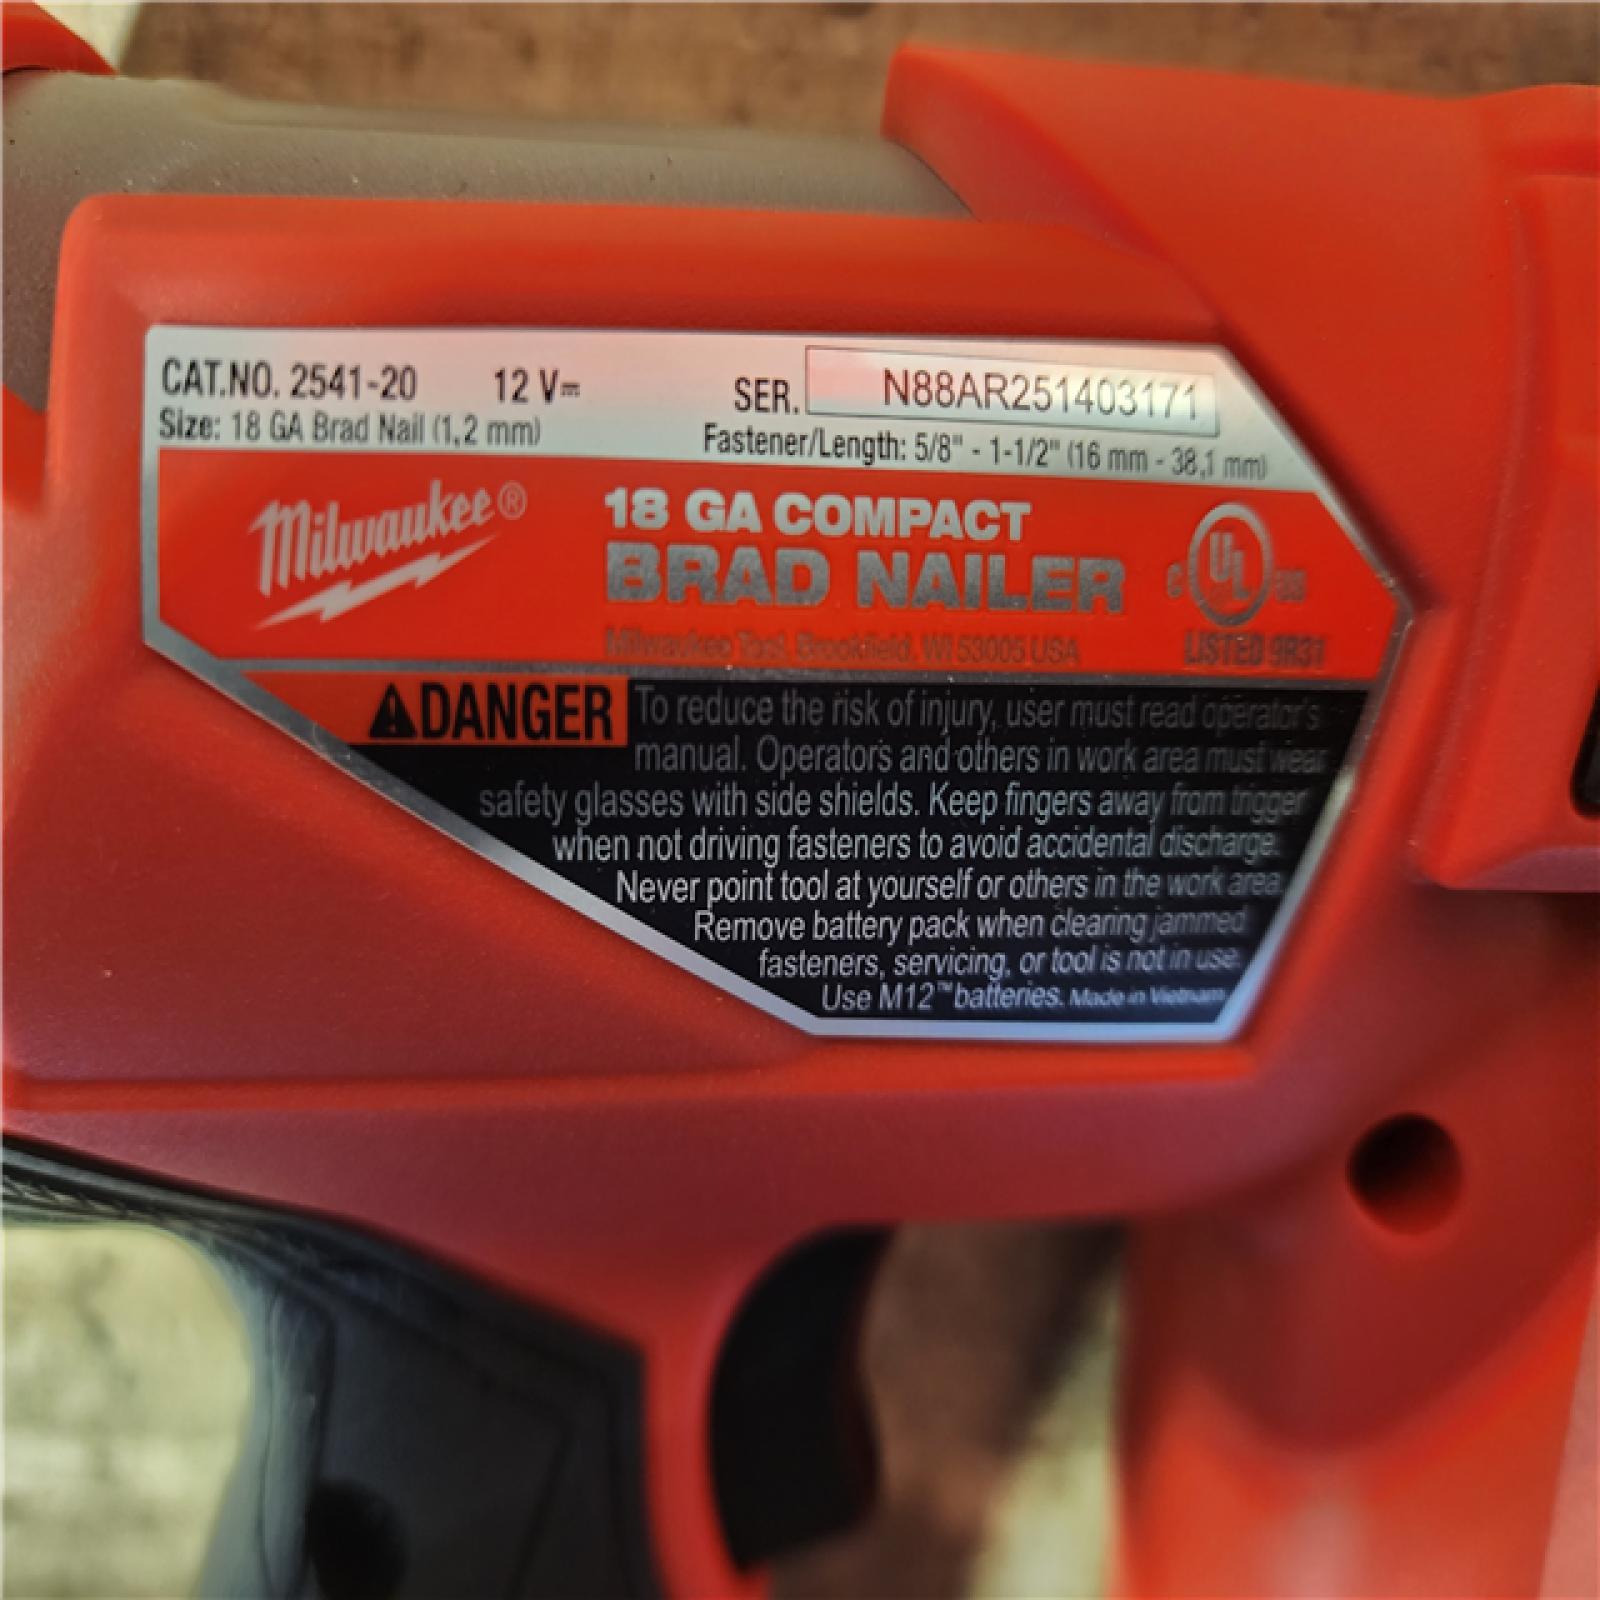 CAT.NO. 2541-20 12 V⎓ SER. N88AR251403171
Size: 18 GA Brad Nail (1,2 mm) Fastener/Length: 5/8" - 1-1/2" (16 mm - 38,1 mm)
Milwaukee®
18 GA COMPACT
BRAD NAILER
Milwaukee Tool, Brookfield, WI 53005 USA
C UL US
LISTED 9R31
DANGER To reduce the risk of injury, user must read operator's
manual. Operators and others in work area must wear
safety glasses with side shields. Keep fingers away from trigger
when not driving fasteners to avoid accidental discharge.
Never point tool at yourself or others in the work area.
Remove battery pack when clearing jammed
fasteners, servicing, or tool is not in use.
Use M12™ batteries. Made in Vietnam